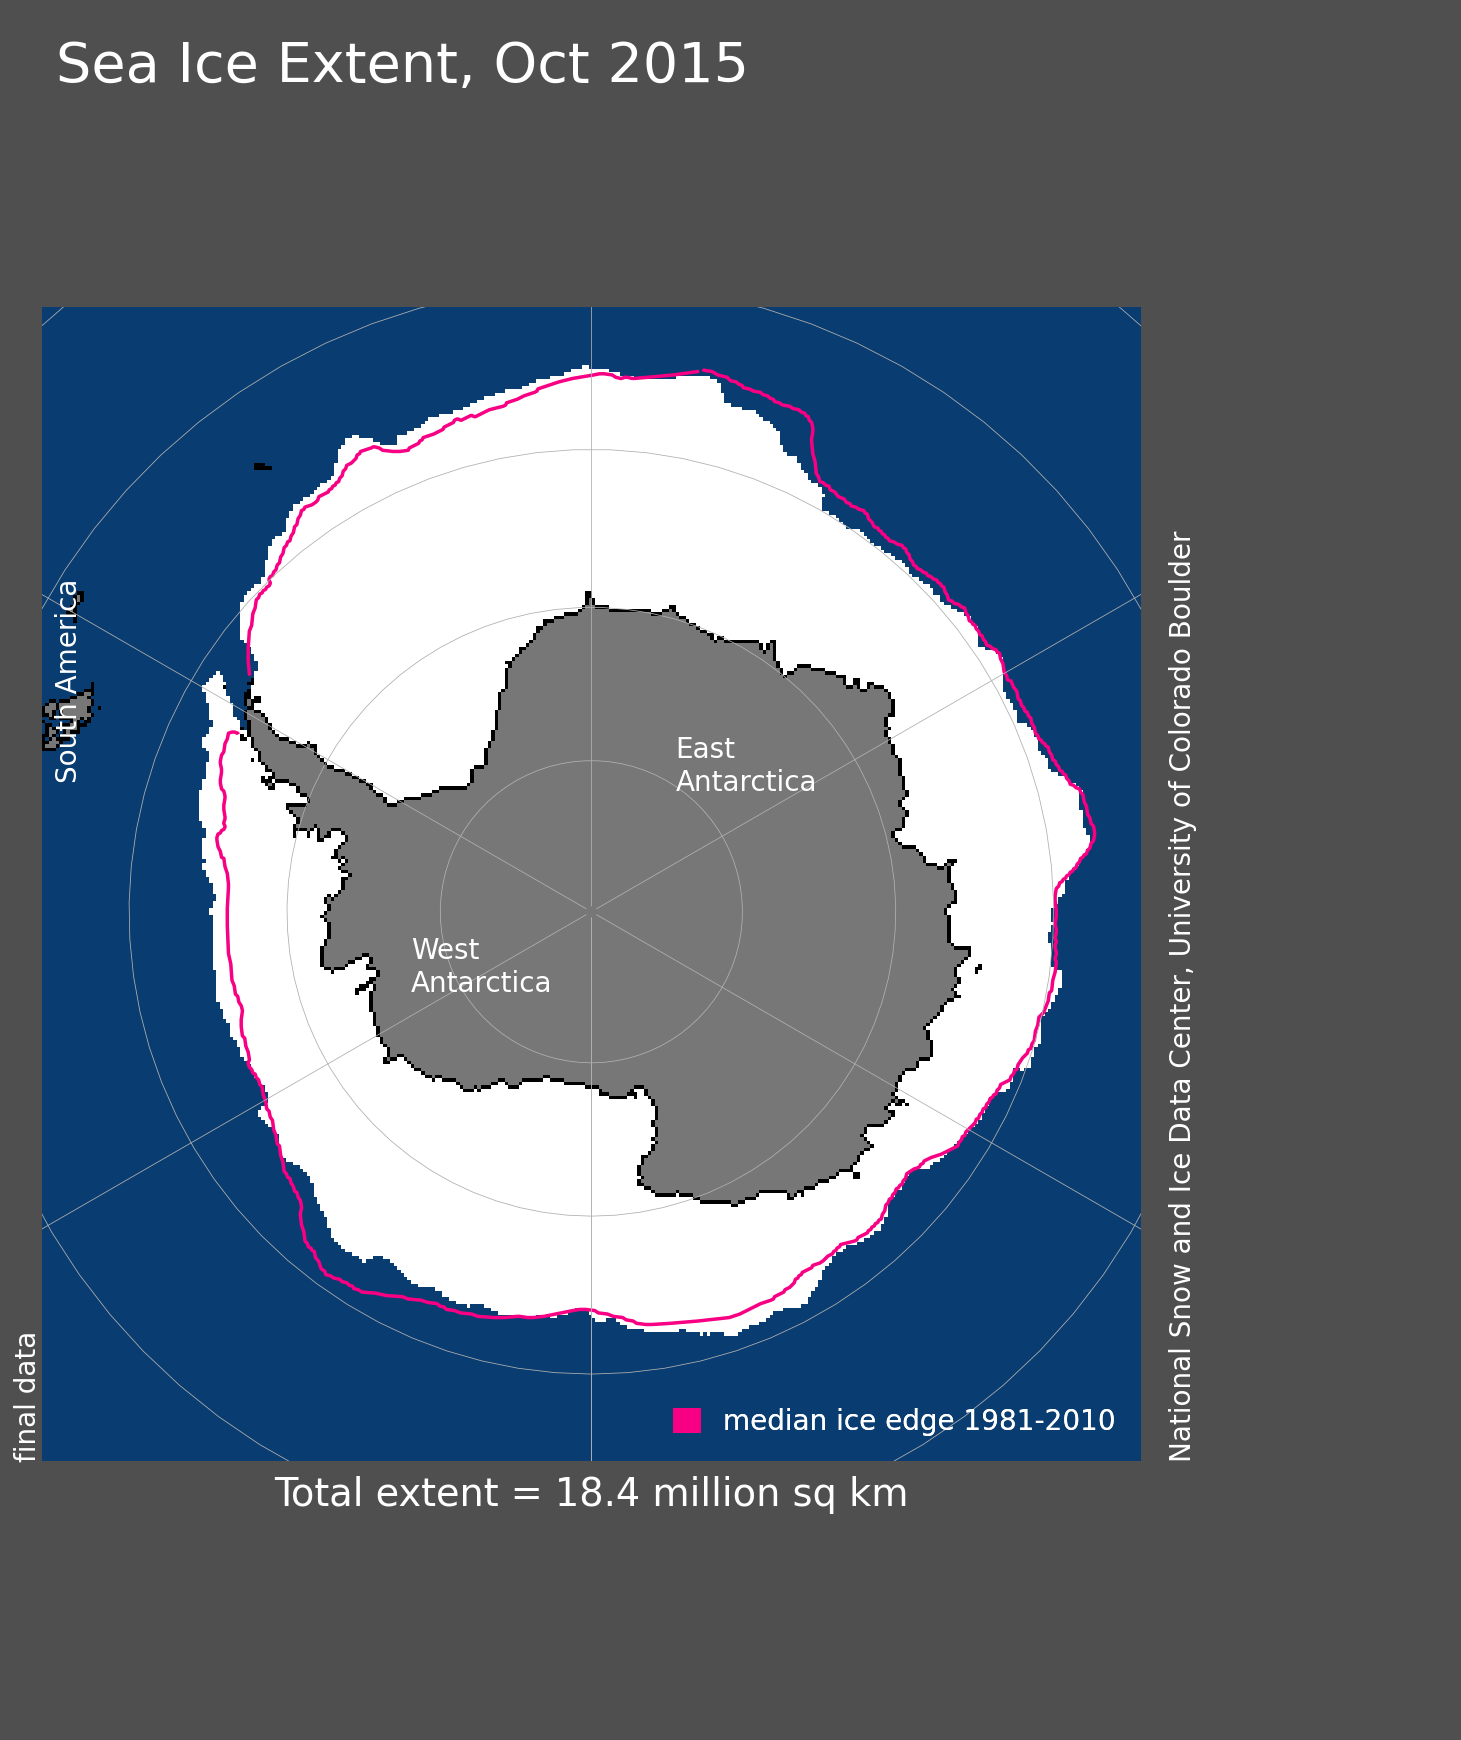 Sea Ice Extent, Oct 2015
South America
East
Antarctica
West
Antarctica
median ice edge 1981-2010
final data
National Snow and Ice Data Center, University of Colorado Boulder
Total extent = 18.4 million sq km